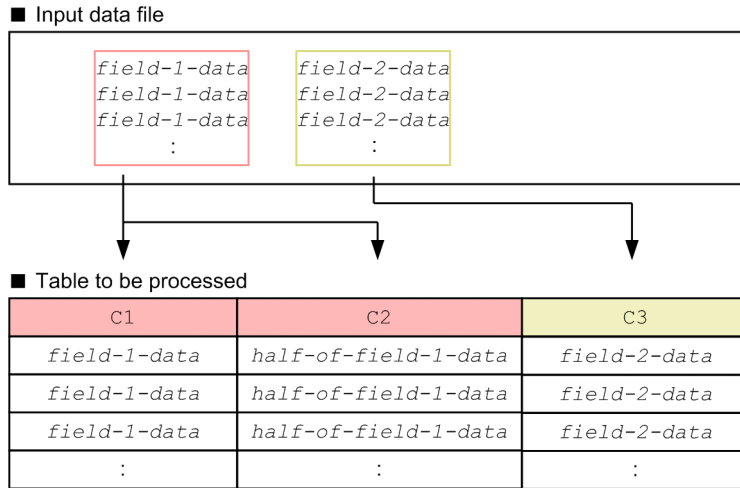 ■ Input data file
field-1-data field-2-data
field-1-data field-2-data
field-1-data field-2-data
: :
■ Table to be processed
C1 C2 C3
field-1-data half-of-field-1-data field-2-data
field-1-data half-of-field-1-data field-2-data
field-1-data half-of-field-1-data field-2-data
: : :